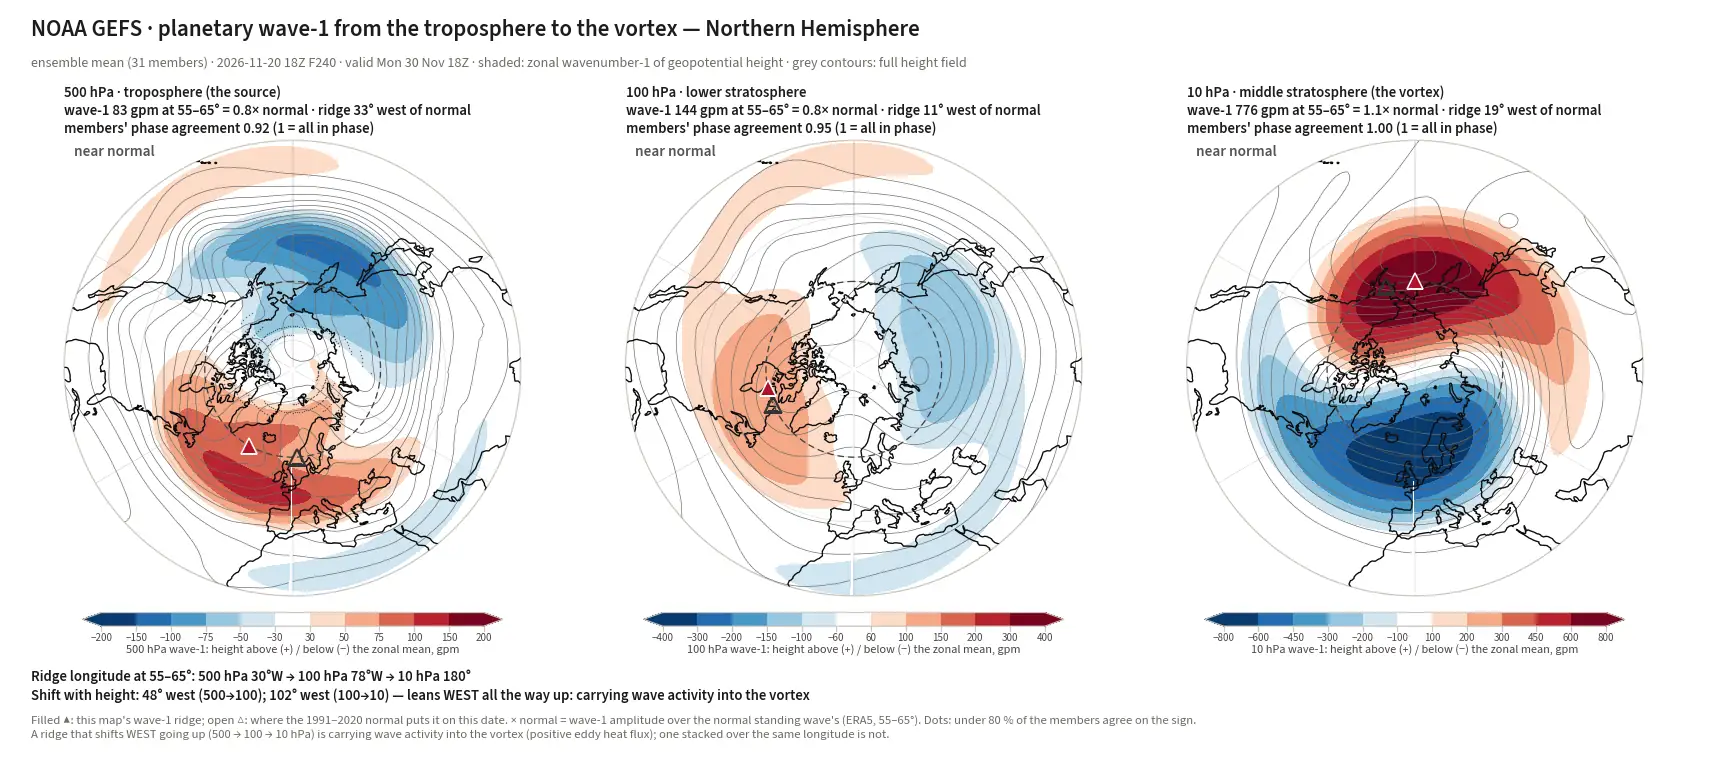 NOAA GEFS · planetary wave-1 from the troposphere to the vortex — Northern Hemisphere
ensemble mean (31 members) · 2026-11-20 18Z F240 · valid Mon 30 Nov 18Z · shaded: zonal wavenumber-1 of geopotential height · grey contours: full height field
500 hPa · troposphere (the source)
wave-1 83 gpm at 55–65° = 0.8× normal · ridge 33° west of normal
members' phase agreement 0.92 (1 = all in phase)
near normal
100 hPa · lower stratosphere
wave-1 144 gpm at 55–65° = 0.8× normal · ridge 11° west of normal
members' phase agreement 0.95 (1 = all in phase)
near normal
10 hPa · middle stratosphere (the vortex)
wave-1 776 gpm at 55–65° = 1.1× normal · ridge 19° west of normal
members' phase agreement 1.00 (1 = all in phase)
near normal
−200 −150 −100 −75 −50 −30 30 50 75 100 150 200
500 hPa wave-1: height above (+) / below (−) the zonal mean, gpm
−400 −300 −200 −150 −100 −60 60 100 150 200 300 400
100 hPa wave-1: height above (+) / below (−) the zonal mean, gpm
−800 −600 −450 −300 −200 −100 100 200 300 450 600 800
10 hPa wave-1: height above (+) / below (−) the zonal mean, gpm
Ridge longitude at 55–65°: 500 hPa 30°W → 100 hPa 78°W → 10 hPa 180°
Shift with height: 48° west (500→100); 102° west (100→10) — leans WEST all the way up: carrying wave activity into the vortex
Filled ▲: this map's wave-1 ridge; open △: where the 1991–2020 normal puts it on this date. × normal = wave-1 amplitude over the normal standing wave's (ERA5, 55–65°). Dots: under 80 % of the members agree on the sign.
A ridge that shifts WEST going up (500 → 100 → 10 hPa) is carrying wave activity into the vortex (positive eddy heat flux); one stacked over the same longitude is not.